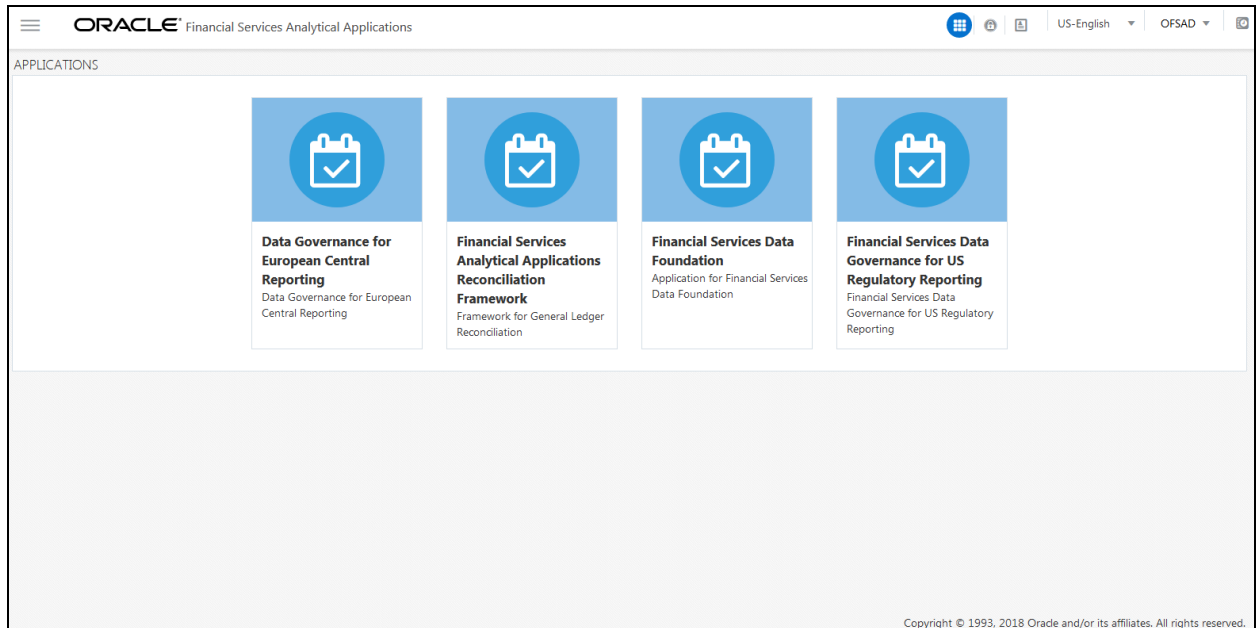 ORACLE® Financial Services Analytical Applications
US-English
OFSAD
APPLICATIONS
Data Governance for
European Central
Reporting
Data Governance for European
Central Reporting
Financial Services
Analytical Applications
Reconciliation
Framework
Framework for General Ledger
Reconciliation
Financial Services Data
Foundation
Application for Financial Services
Data Foundation
Financial Services Data
Governance for US
Regulatory Reporting
Financial Services Data
Governance for US Regulatory
Reporting
Copyright © 1993, 2018 Oracle and/or its affiliates. All rights reserved.